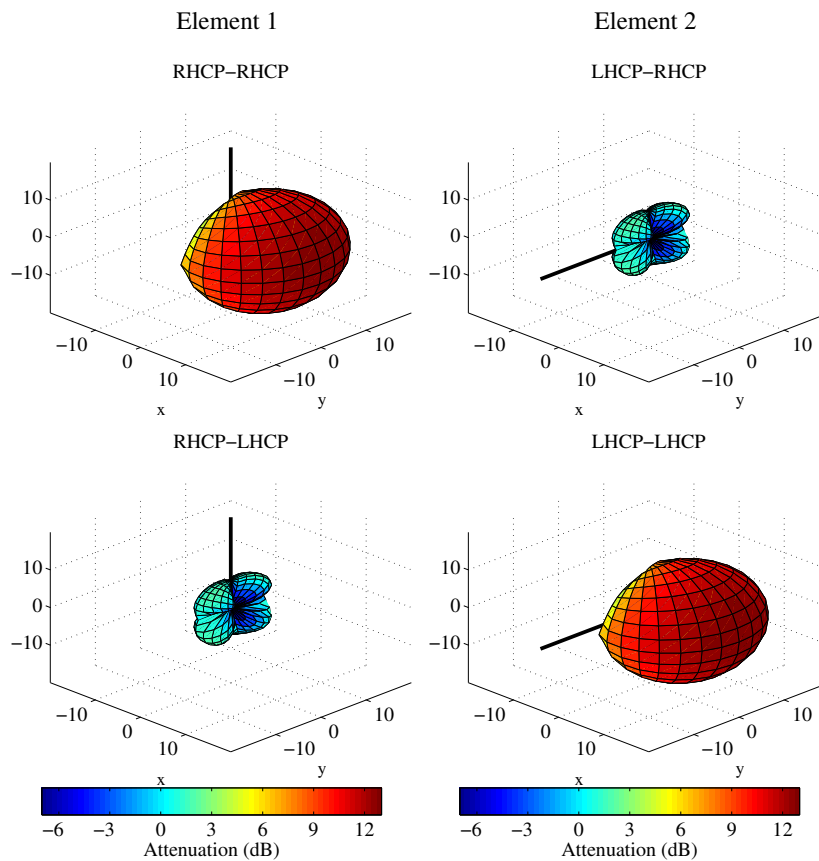 Element 1 Element 2
RHCP−RHCP LHCP−RHCP
10 10
0 0
−10 −10
−10 0 10 −10 0 10 −10 0 10 −10 0 10
x y x y
RHCP−LHCP LHCP−LHCP
10 10
0 0
−10 −10
−10 0 10 −10 0 10 −10 0 10 −10 0 10
x y x y
−6 −3 0 3 6 9 12 −6 −3 0 3 6 9 12
Attenuation (dB) Attenuation (dB)